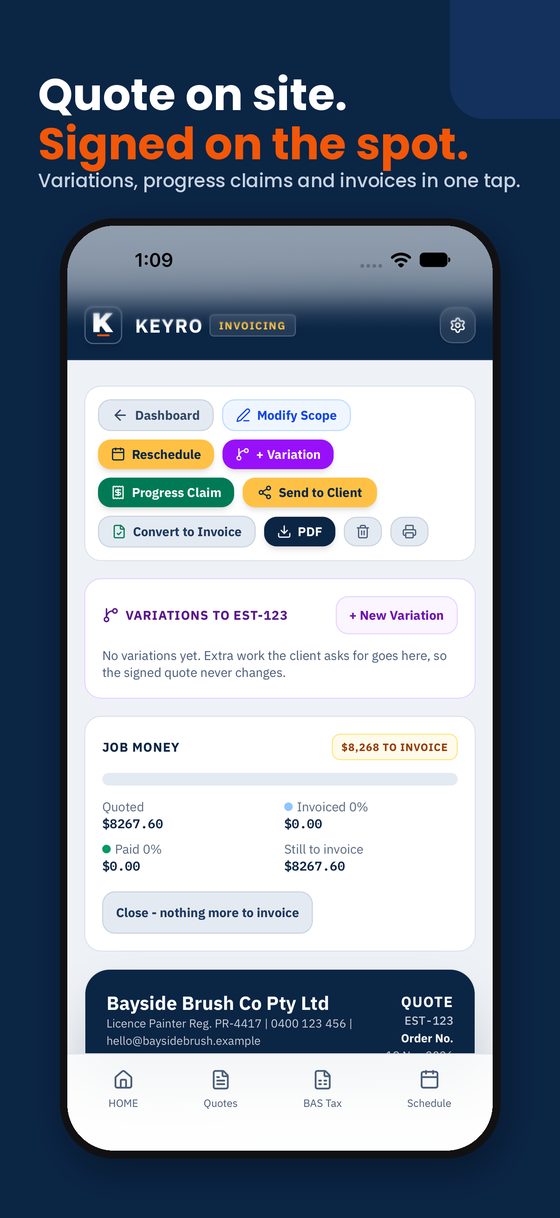 Quote on site.
Signed on the spot.
Variations, progress claims and invoices in one tap.
1:09
K KEYRO INVOICING
Dashboard Modify Scope
Reschedule + Variation
Progress Claim Send to Client
Convert to Invoice PDF
VARIATIONS TO EST-123 + New Variation
No variations yet. Extra work the client asks for goes here, so
the signed quote never changes.
JOB MONEY $8,268 TO INVOICE
Quoted Invoiced 0%
$8267.60 $0.00
Paid 0% Still to invoice
$0.00 $8267.60
Close - nothing more to invoice
Bayside Brush Co Pty Ltd QUOTE
Licence Painter Reg. PR-4417 | 0400 123 456 | EST-123
hello@baysidebrush.example Order No.
HOME Quotes BAS Tax Schedule